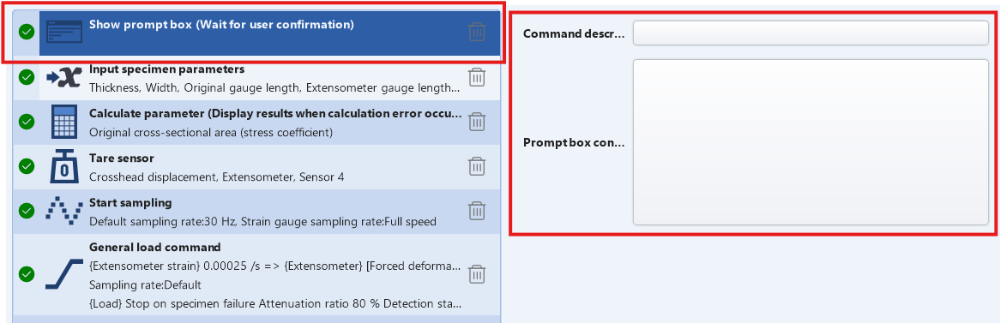 Show prompt box (Wait for user confirmation)
Input specimen parameters
Thickness, Width, Original gauge length, Extensometer gauge length...
Calculate parameter (Display results when calculation error occu...
Original cross-sectional area (stress coefficient)
Tare sensor
0
Crosshead displacement, Extensometer, Sensor 4
Start sampling
Default sampling rate:30 Hz, Strain gauge sampling rate:Full speed
General load command
{Extensometer strain} 0.00025 /s => {Extensometer} [Forced deforma...
Sampling rate:Default
{Load} Stop on specimen failure Attenuation ratio 80 % Detection sta...
Command descr...
Prompt box con...